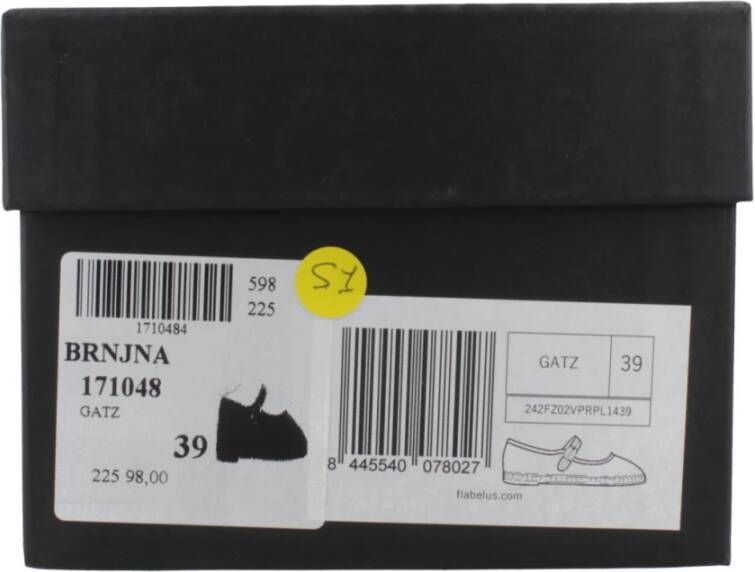 598
225
1710484
BRNJNA
171048
GATZ
39
225 98,00
S1
8 445540 078027
GATZ 39
242FZ02VPRPL1439
flabelus.com